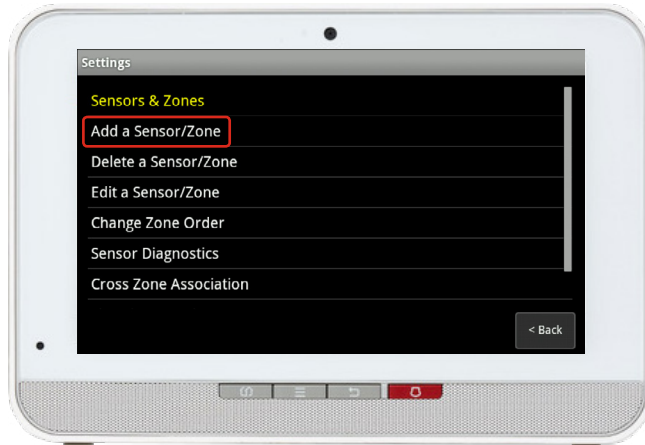 Settings
Sensors & Zones
Add a Sensor/Zone
Delete a Sensor/Zone
Edit a Sensor/Zone
Change Zone Order
Sensor Diagnostics
Cross Zone Association
< Back